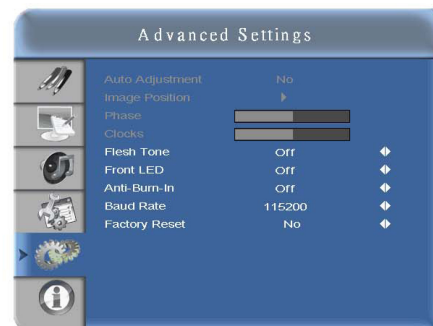 Advanced Settings
Auto Adjustment No
Image Position
Phase
Clocks
Flesh Tone Off
Front LED Off
Anti-Burn-In Off
Baud Rate 115200
Factory Reset No